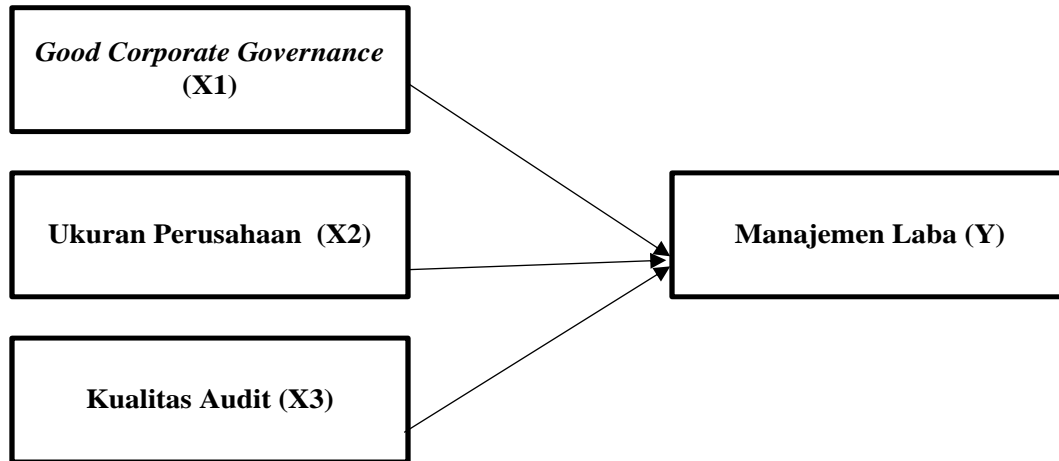 Good Corporate Governance
(X1)
Ukuran Perusahaan (X2)
Manajemen Laba (Y)
Kualitas Audit (X3)